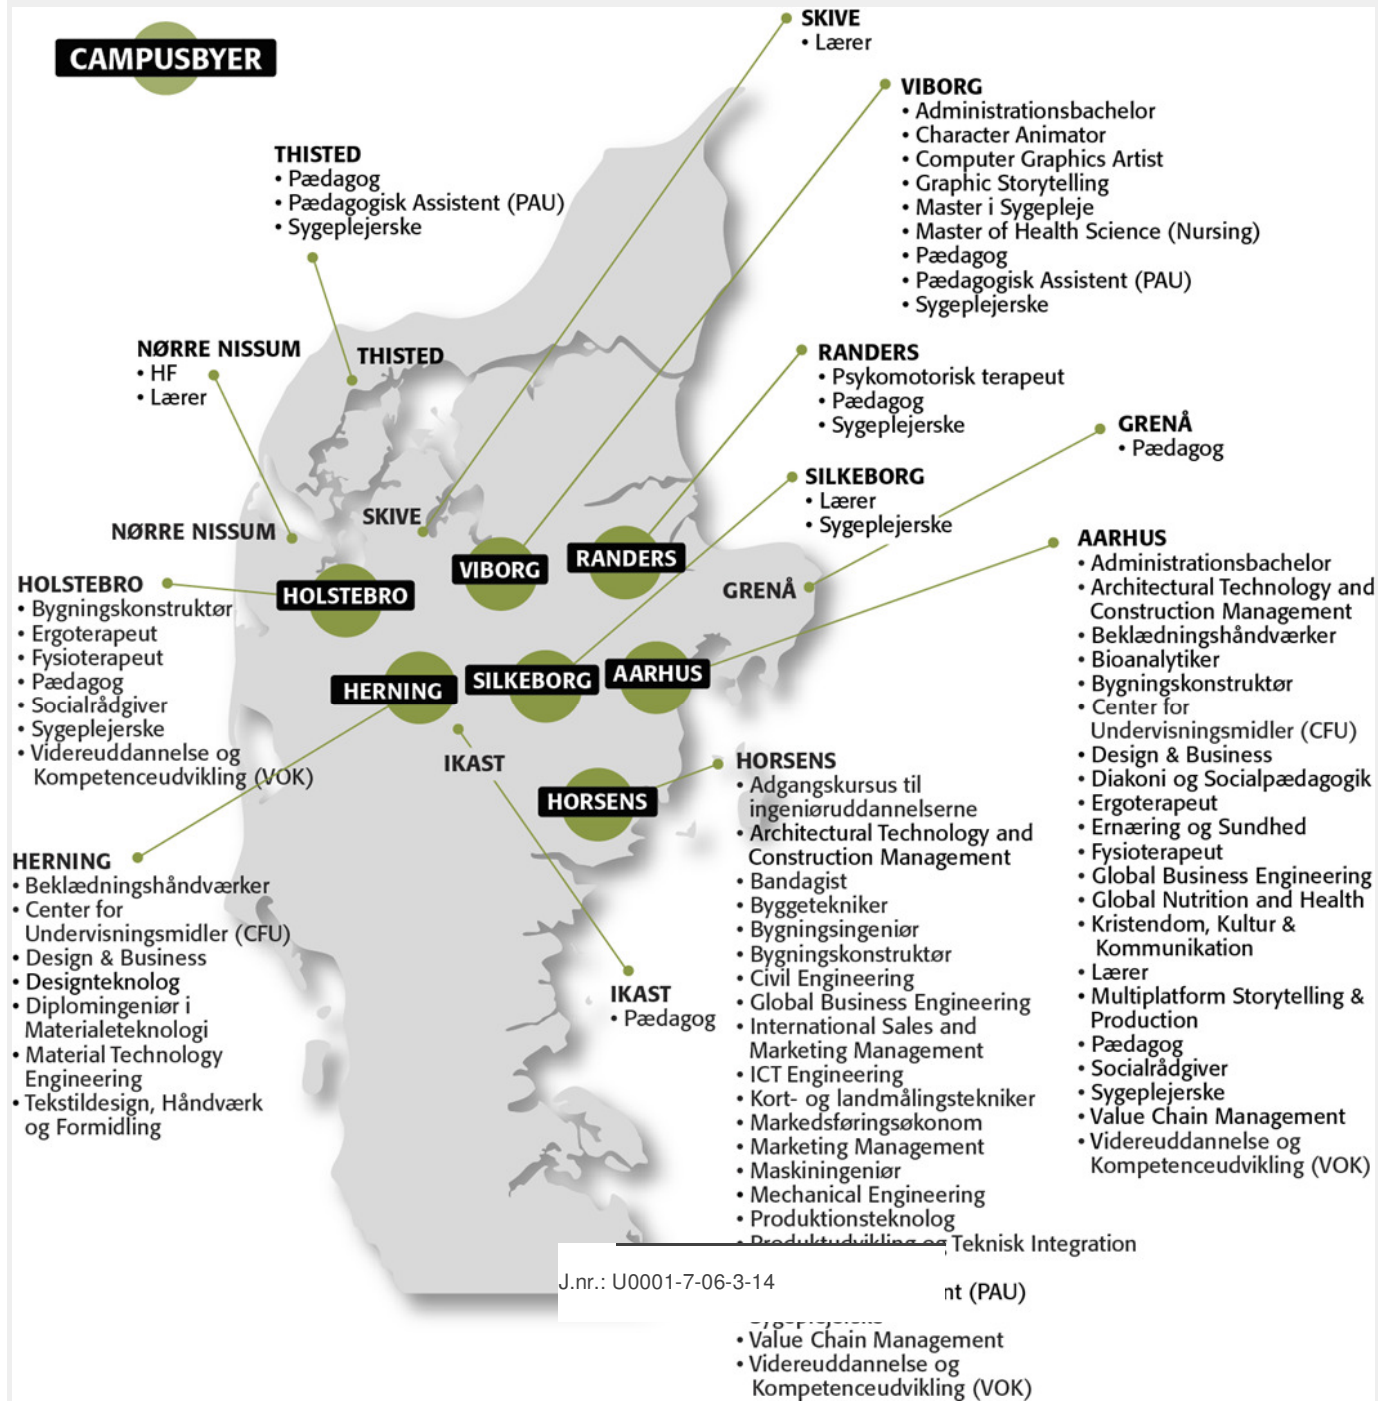 CAMPUSBYER
SKIVE
• Lærer
VIBORG
• Administrationsbachelor
• Character Animator
• Computer Graphics Artist
• Graphic Storytelling
• Master i Sygepleje
• Master of Health Science (Nursing)
• Pædagog
• Pædagogisk Assistent (PAU)
• Sygeplejerske
THISTED
• Pædagog
• Pædagogisk Assistent (PAU)
• Sygeplejerske
NØRRE NISSUM
• HF
• Lærer
THISTED
RANDERS
• Psykomotorisk terapeut
• Pædagog
• Sygeplejerske
GRENÅ
• Pædagog
SILKEBORG
• Lærer
• Sygeplejerske
SKIVE
NØRRE NISSUM
VIBORG
RANDERS
HOLSTEBRO
GRENÅ
HERNING
SILKEBORG
AARHUS
IKAST
HORSENS
HOLSTEBRO
• Bygningskonstruktør
• Ergoterapeut
• Fysioterapeut
• Pædagog
• Socialrådgiver
• Sygeplejerske
• Videreuddannelse og
Kompetenceudvikling (VOK)
HERNING
• Beklædningshåndværker
• Center for
Undervisningsmidler (CFU)
• Design & Business
• Designteknolog
• Diplomingeniør i
Materialeteknologi
• Material Technology
Engineering
• Tekstildesign, Håndværk
og Formidling
IKAST
• Pædagog
HORSENS
• Adgangskursus til
ingeniøruddannelserne
• Architectural Technology and
Construction Management
• Bandagist
• Byggetekniker
• Bygningsingeniør
• Bygningskonstruktør
• Civil Engineering
• Global Business Engineering
• International Sales and
Marketing Management
• ICT Engineering
• Kort- og landmålingstekniker
• Markedsføringsøkonom
• Marketing Management
• Maskiningeniør
• Mechanical Engineering
• Produktionsteknolog
• Produktudvikling og Teknisk Integration
nt (PAU)
Sygeplejerske
• Value Chain Management
• Videreuddannelse og
Kompetenceudvikling (VOK)
AARHUS
• Administrationsbachelor
• Architectural Technology and
Construction Management
• Beklædningshåndværker
• Bioanalytiker
• Bygningskonstruktør
• Center for
Undervisningsmidler (CFU)
• Design & Business
• Diakoni og Socialpædagogik
• Ergoterapeut
• Ernæring og Sundhed
• Fysioterapeut
• Global Business Engineering
• Global Nutrition and Health
• Kristendom, Kultur &
Kommunikation
• Lærer
• Multiplatform Storytelling &
Production
• Pædagog
• Socialrådgiver
• Sygeplejerske
• Value Chain Management
• Videreuddannelse og
Kompetenceudvikling (VOK)
J.nr.: U0001-7-06-3-14